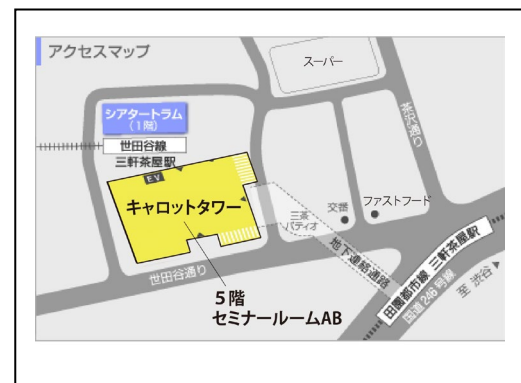 アクセスマップ
スーパー
茶沢通り
シアタートラム
(1階)
世田谷線
三軒茶屋駅
E.V.
キャロットタワー
三茶
パティオ
交番
ファストフード
地下連絡通路
世田谷通り
田園都市線 三軒茶屋駅
国道246号線
至 渋谷
5階
セミナールームAB